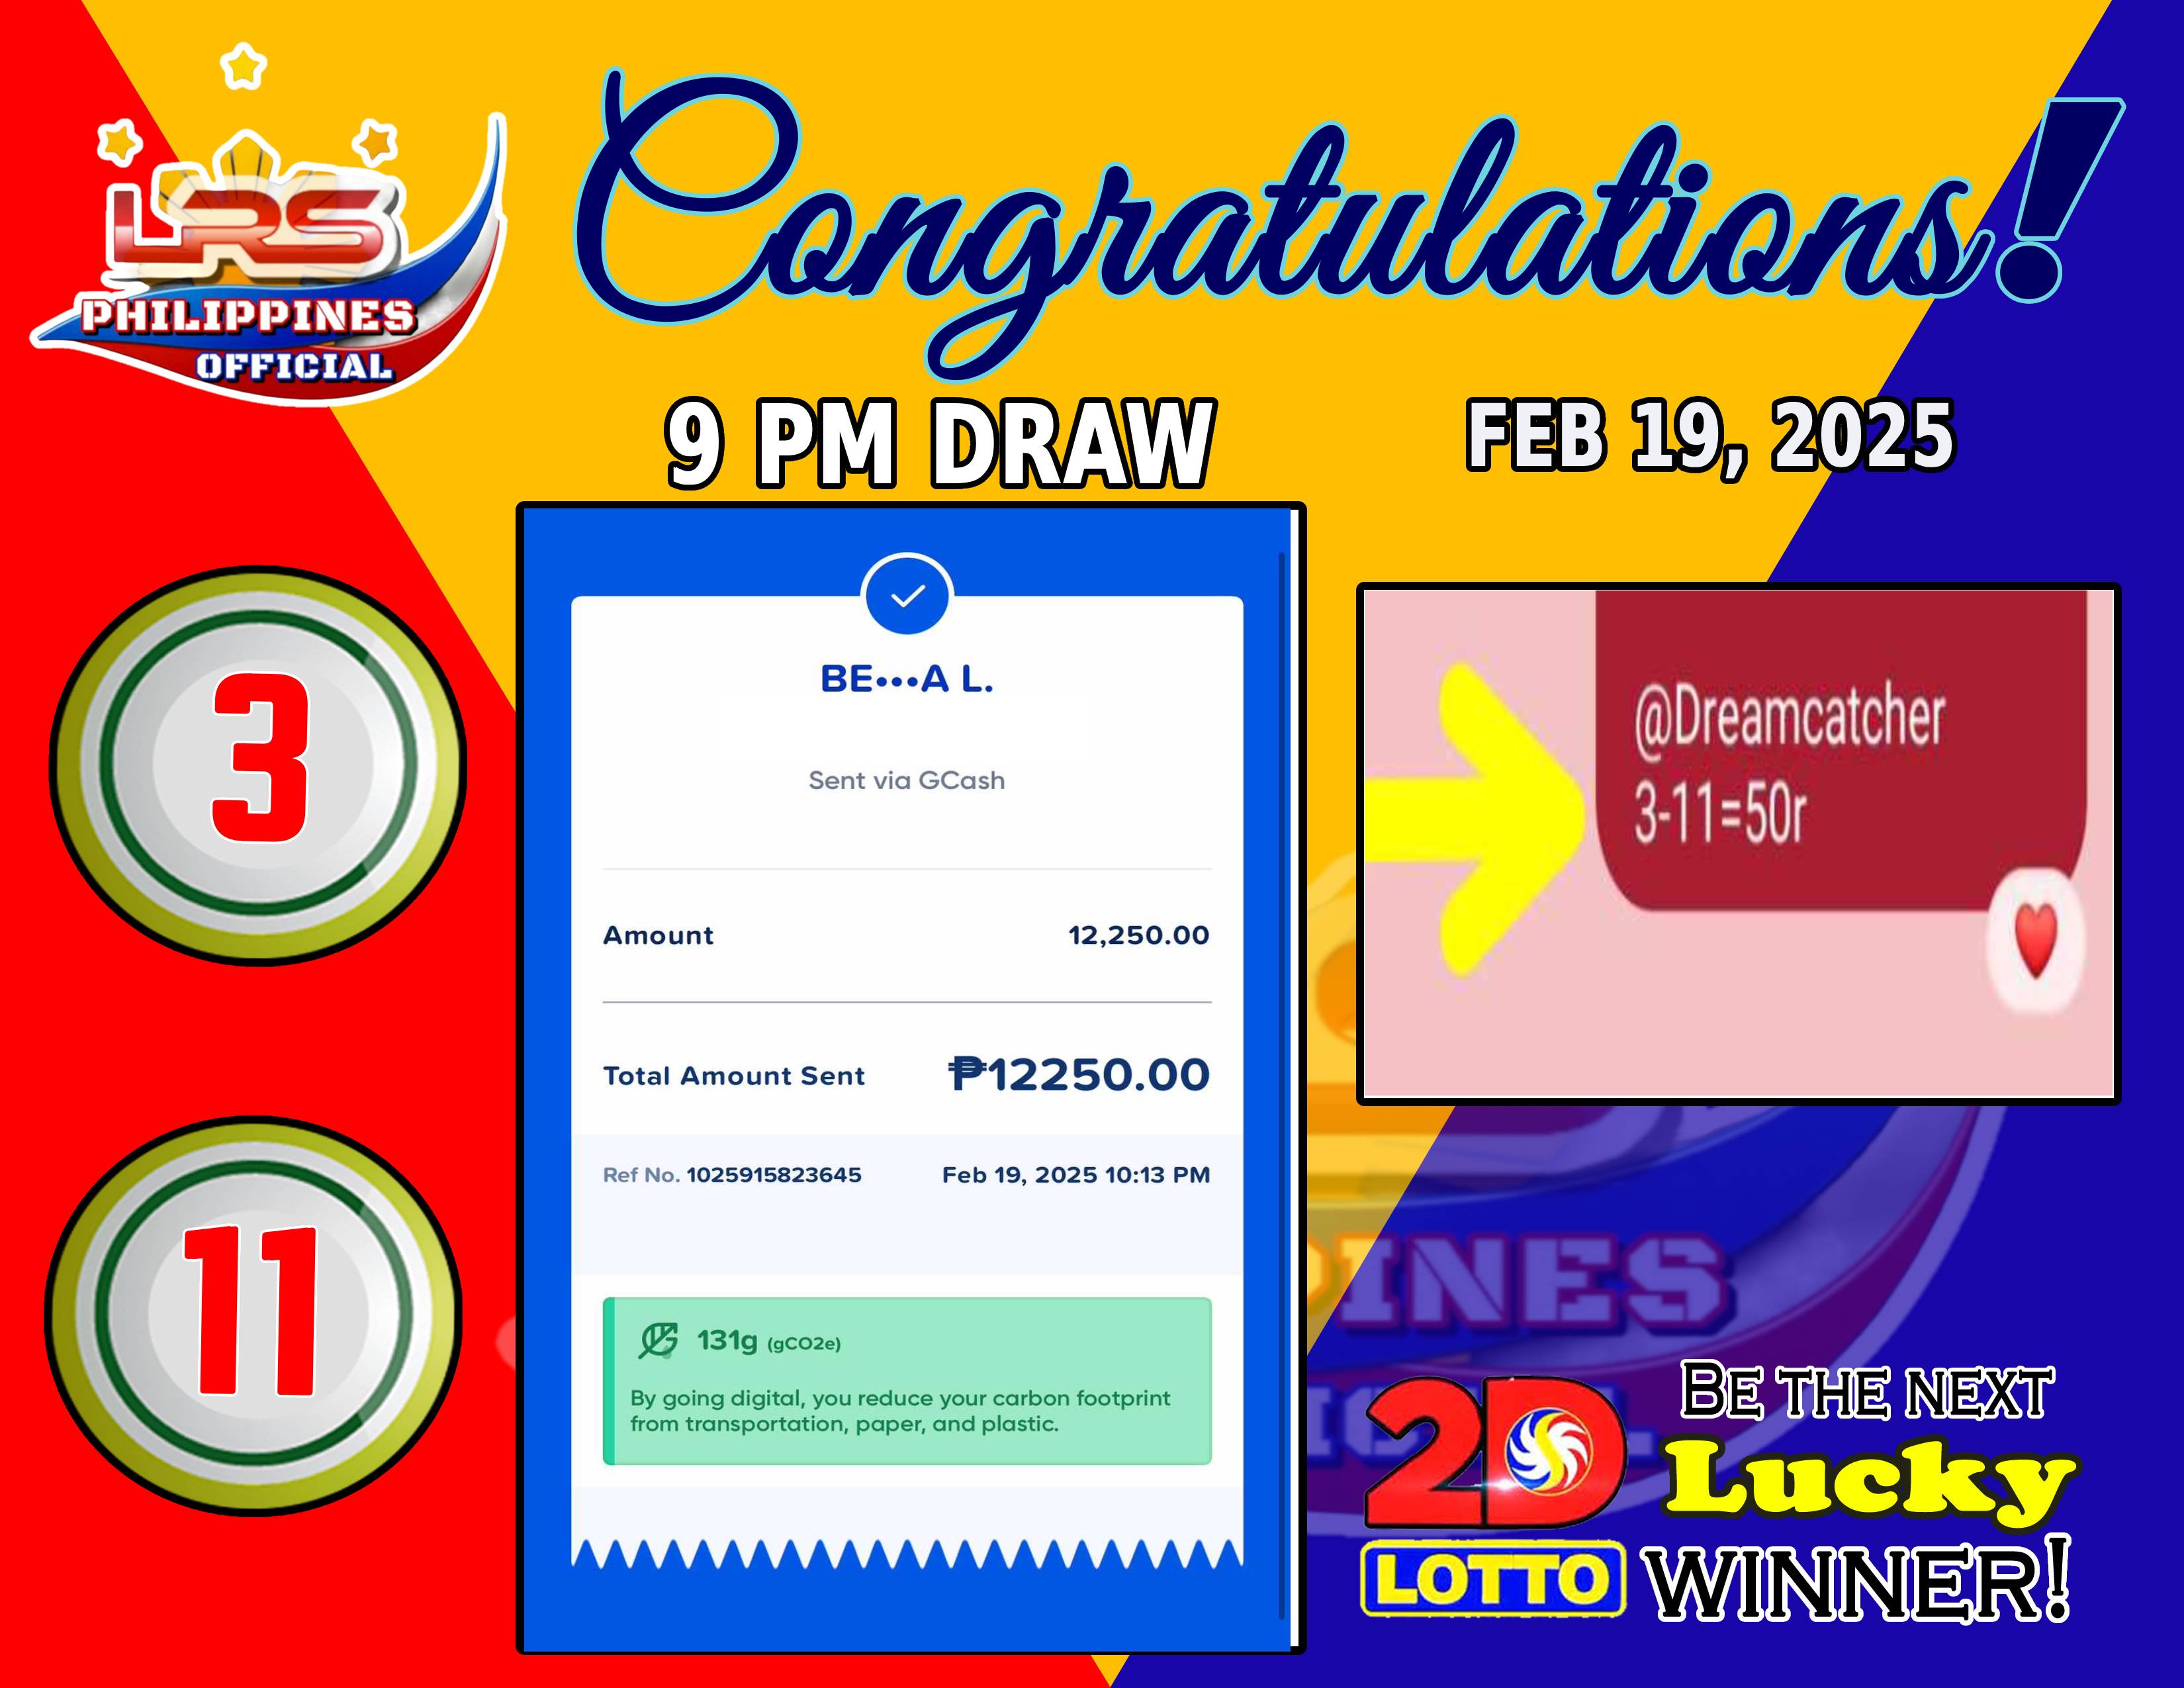 LRS
PHILIPPINES
OFFICIAL
Congratulations!
9 PM DRAW
FEB 19, 2025
3
11
BE•••A L.
Sent via GCash
Amount 12,250.00
Total Amount Sent ₱12250.00
Ref No. 1025915823645 Feb 19, 2025 10:13 PM
131g (gCO2e)
By going digital, you reduce your carbon footprint
from transportation, paper, and plastic.
@Dreamcatcher
3-11=50r
PINES
2D
LOTTO
BE THE NEXT
Lucky
WINNER!